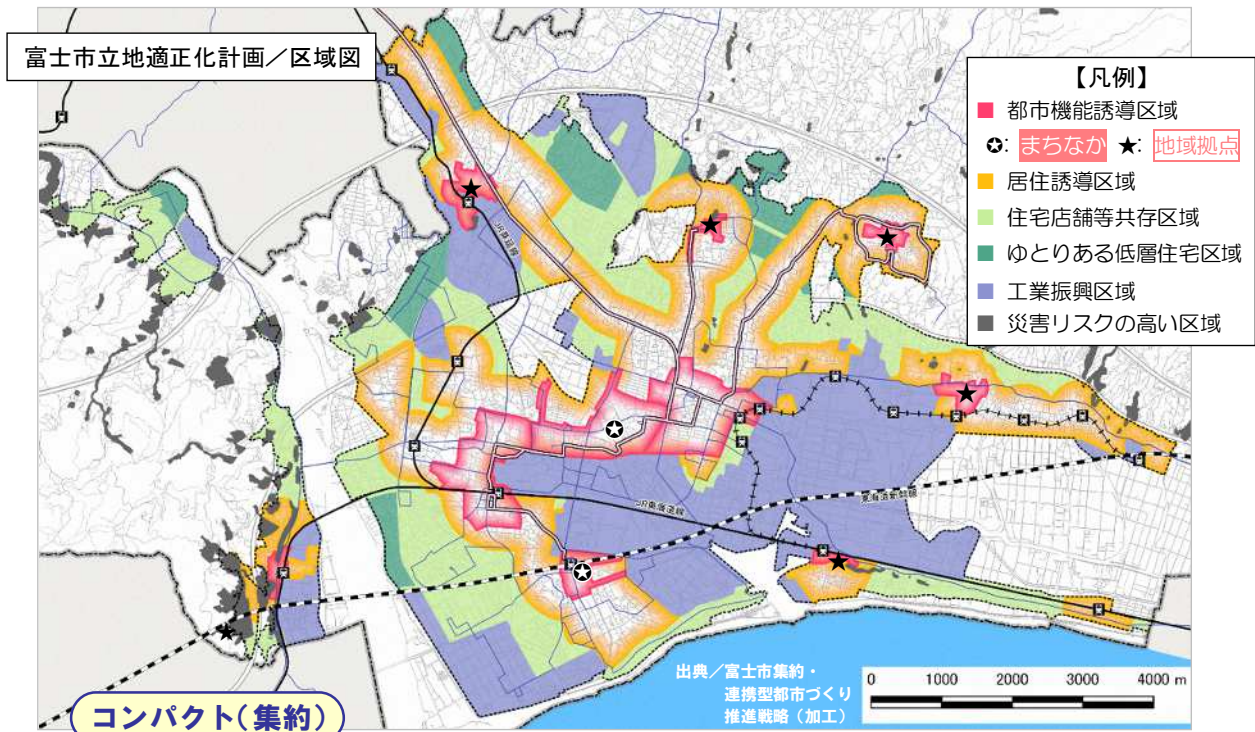 富士市立地適正化計画／区域図
【凡例】
都市機能誘導区域
✪: まちなか ★: 地域拠点
居住誘導区域
住宅店舗等共存区域
ゆとりある低層住宅区域
工業振興区域
災害リスクの高い区域
JR身延線
JR東海道線
東海道新幹線
出典／富士市集約・
連携型都市づくり
推進戦略（加工）
0 1000 2000 3000 4000 m
コンパクト(集約)